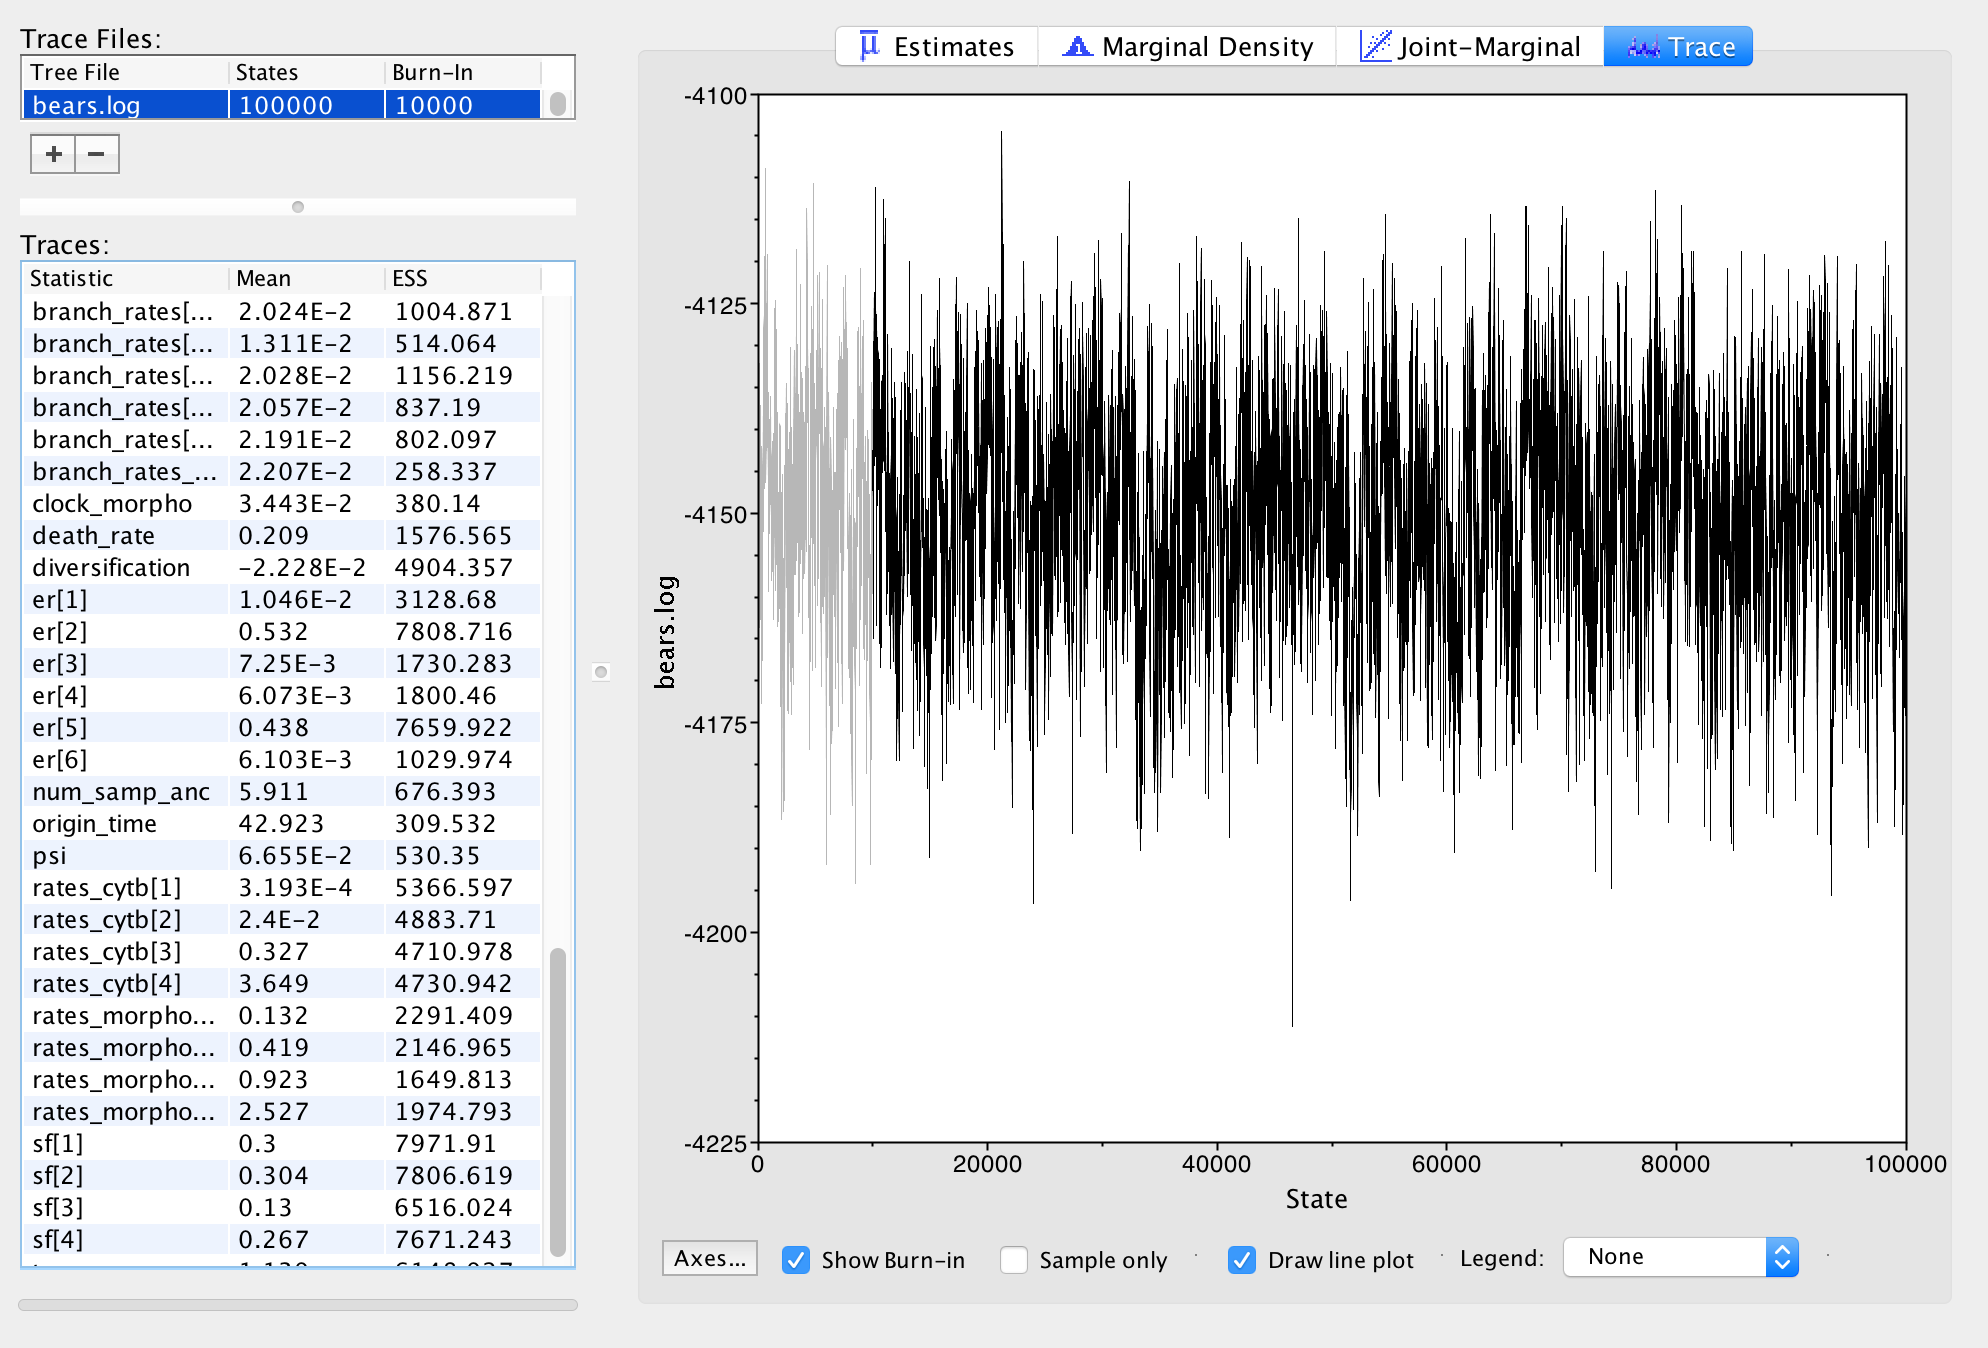 Trace Files:
Tree File States Burn-In
bears.log 100000 10000
+ −
Traces:
Statistic Mean ESS
branch_rates[... 2.024E-2 1004.871
branch_rates[... 1.311E-2 514.064
branch_rates[... 2.028E-2 1156.219
branch_rates[... 2.057E-2 837.19
branch_rates[... 2.191E-2 802.097
branch_rates_... 2.207E-2 258.337
clock_morpho 3.443E-2 380.14
death_rate 0.209 1576.565
diversification -2.228E-2 4904.357
er[1] 1.046E-2 3128.68
er[2] 0.532 7808.716
er[3] 7.25E-3 1730.283
er[4] 6.073E-3 1800.46
er[5] 0.438 7659.922
er[6] 6.103E-3 1029.974
num_samp_anc 5.911 676.393
origin_time 42.923 309.532
psi 6.655E-2 530.35
rates_cytb[1] 3.193E-4 5366.597
rates_cytb[2] 2.4E-2 4883.71
rates_cytb[3] 0.327 4710.978
rates_cytb[4] 3.649 4730.942
rates_morpho... 0.132 2291.409
rates_morpho... 0.419 2146.965
rates_morpho... 0.923 1649.813
rates_morpho... 2.527 1974.793
sf[1] 0.3 7971.91
sf[2] 0.304 7806.619
sf[3] 0.13 6516.024
sf[4] 0.267 7671.243
Estimates Marginal Density Joint-Marginal Trace
-4100
-4125
-4150
-4175
-4200
-4225
bears.log
0 20000 40000 60000 80000 100000
State
Axes... Show Burn-in Sample only Draw line plot Legend: None